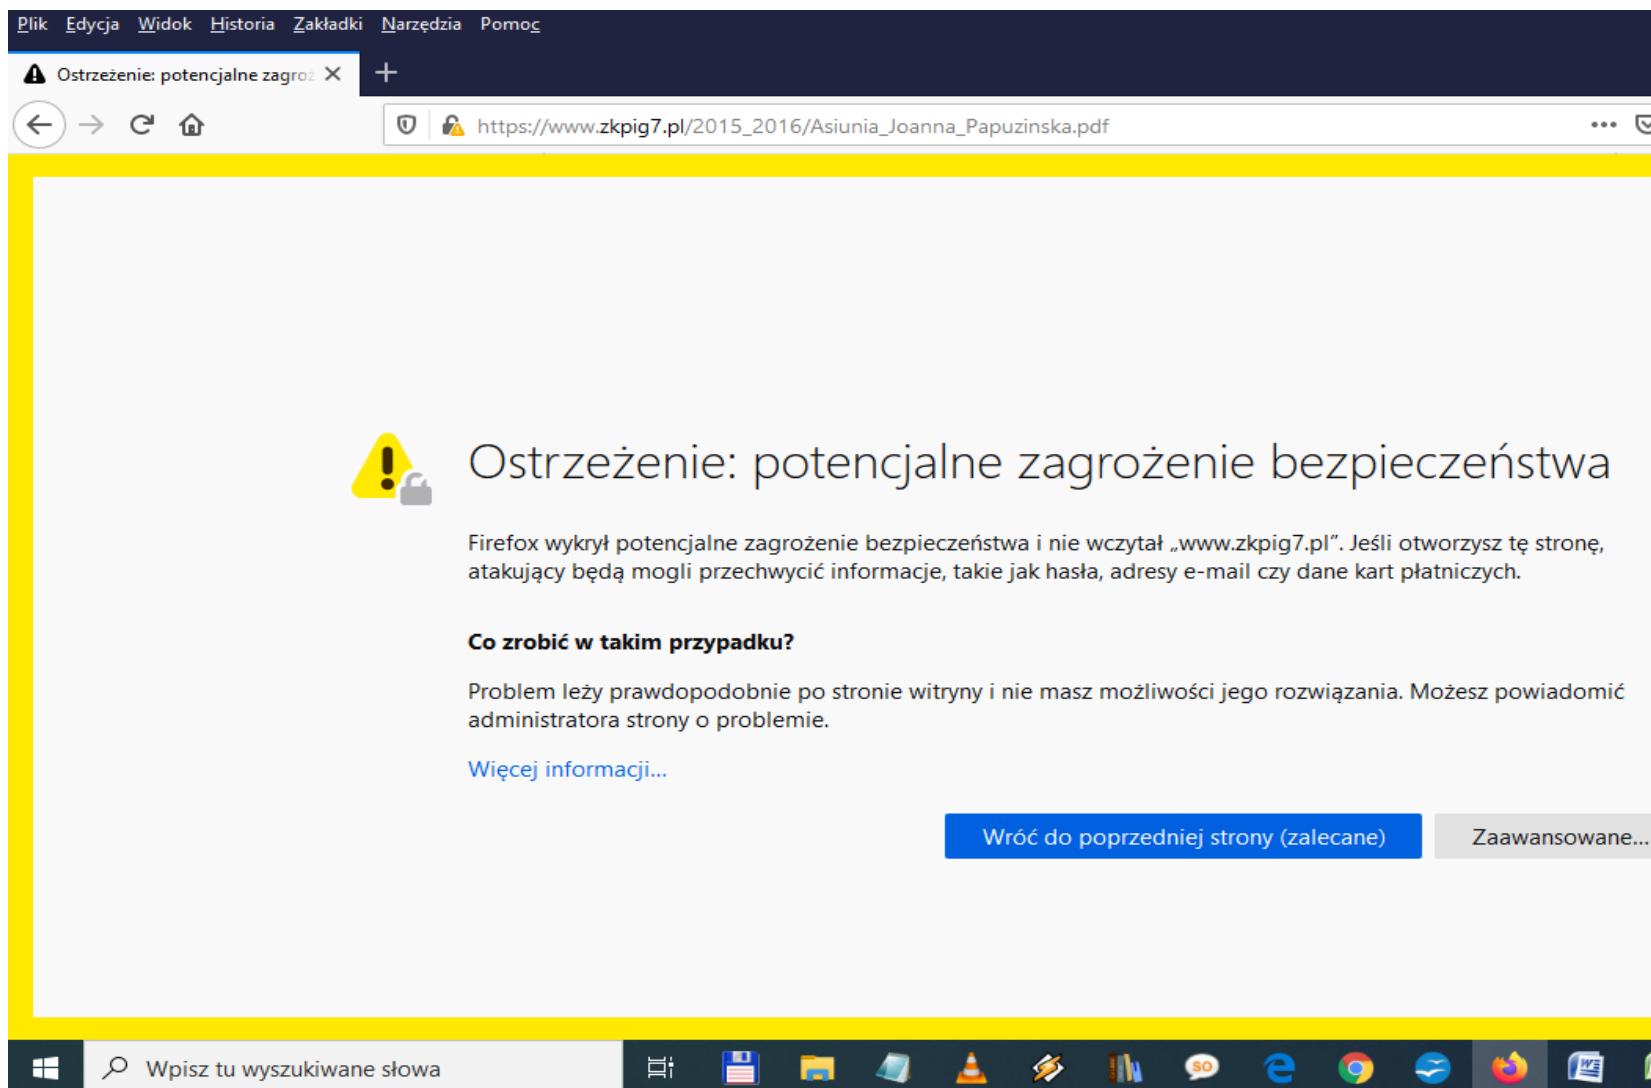 Plik Edycja Widok Historia Zakładki Narzędzia Pomoc
Ostrzeżenie: potencjalne zagroż
https://www.zkpig7.pl/2015_2016/Asiunia_Joanna_Papuzinska.pdf
Ostrzeżenie: potencjalne zagrożenie bezpieczeństwa
Firefox wykrył potencjalne zagrożenie bezpieczeństwa i nie wczytał „www.zkpig7.pl”. Jeśli otworzysz tę stronę,
atakujący będą mogli przechwycić informacje, takie jak hasła, adresy e-mail czy dane kart płatniczych.
Co zrobić w takim przypadku?
Problem leży prawdopodobnie po stronie witryny i nie masz możliwości jego rozwiązania. Możesz powiadomić
administratora strony o problemie.
Więcej informacji...
Wróć do poprzedniej strony (zalecane) Zaawansowane...
Wpisz tu wyszukiwane słowa SO W